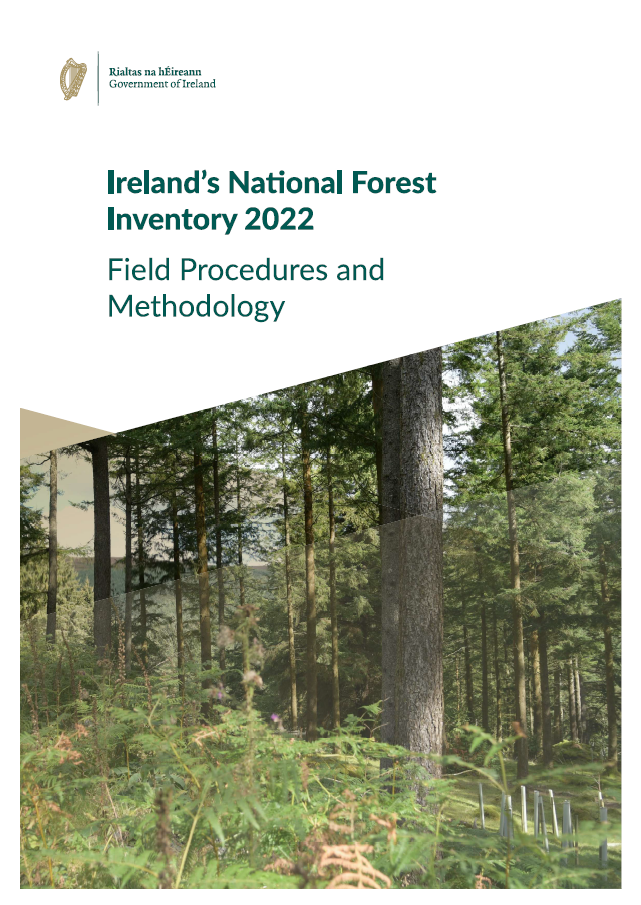 Rialtas na hÉireann
Government of Ireland
Ireland's National Forest
Inventory 2022
Field Procedures and
Methodology